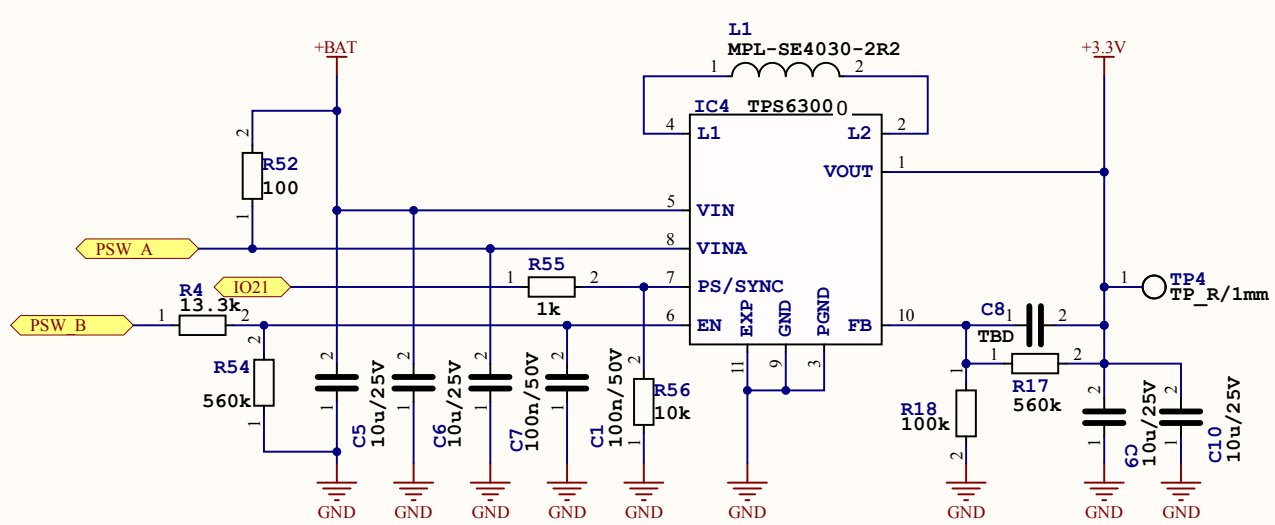 L1
MPL-SE4030-2R2
1
2
+BAT
+3.3V
IC4
TPS63000
4
L1
L2
2
2
R52
100
1
VOUT
1
5
VIN
PSW_A
8
VINA
IO21
1
R55
2
1k
7
PS/SYNC
1
TP4
TP_R/1mm
R4
13.3k
1
2
PSW_B
6
EN
EXP
GND
PGND
FB
10
C8
1
2
TBD
11
9
3
2
R54
560k
1
2
1
C5
10u/25V
2
1
C6
10u/25V
2
1
C7
100n/50V
2
1
C1
100n/50V
2
R56
10k
1
1
R18
100k
2
1
2
R17
560k
2
1
C9
10u/25V
2
1
C10
10u/25V
GND
GND
GND
GND
GND
GND
GND
GND
GND